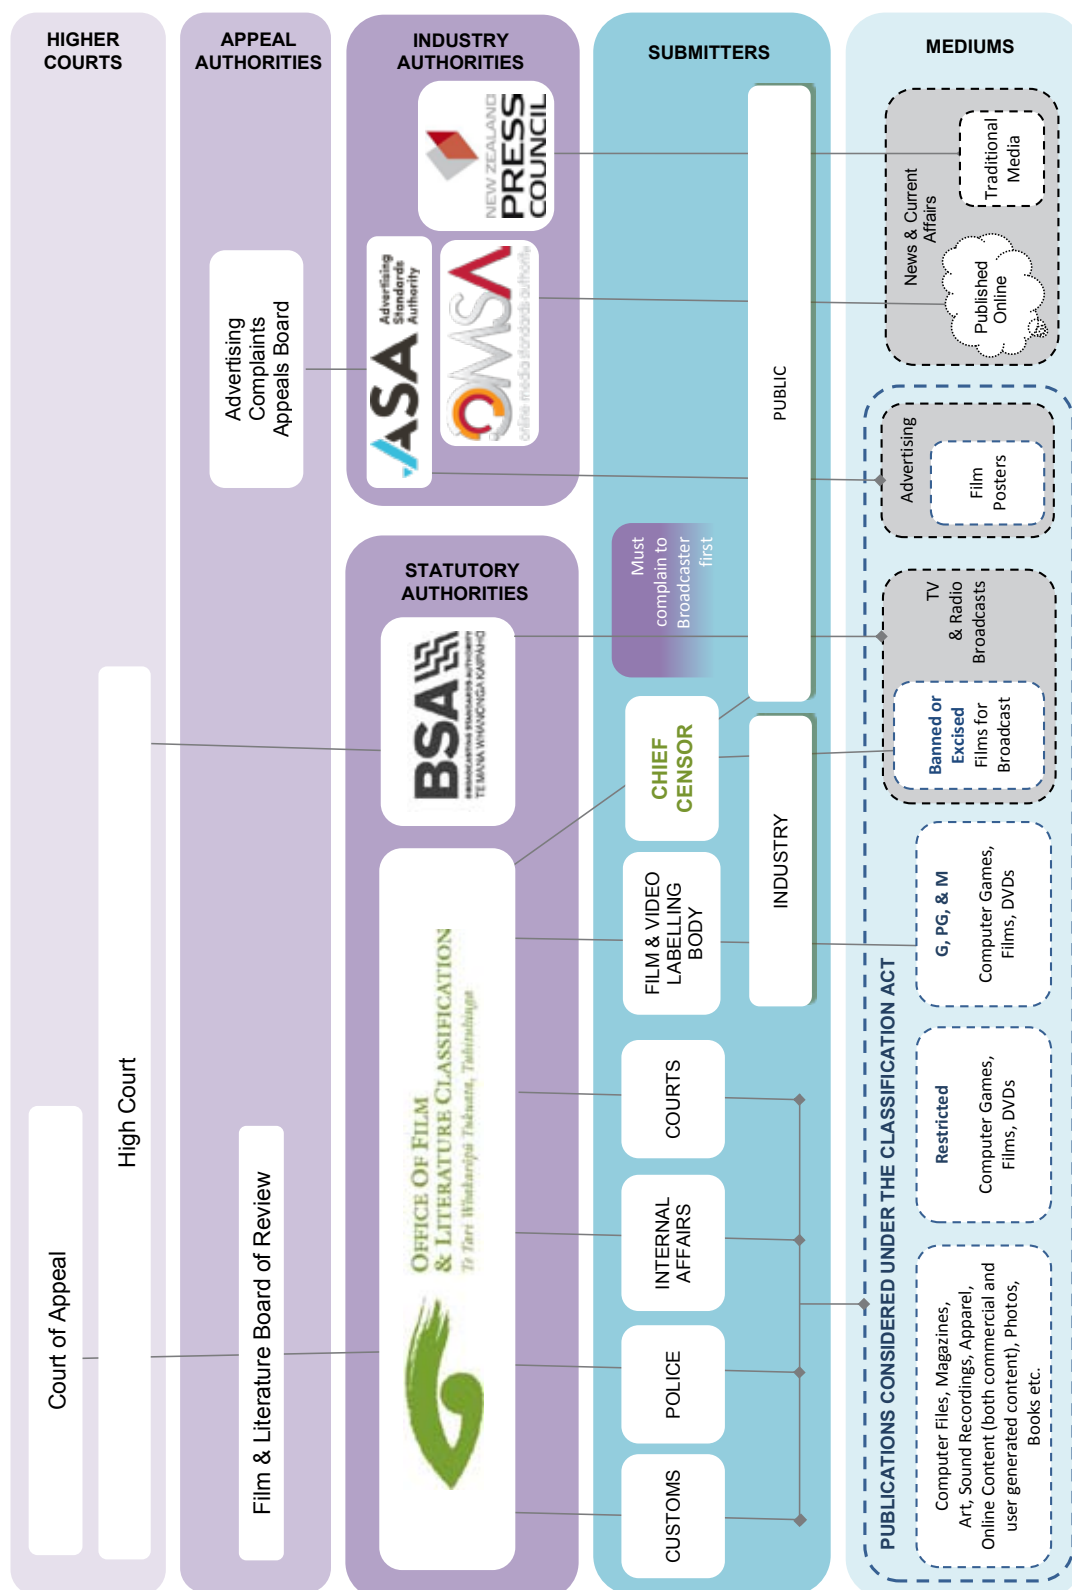 HIGHER
COURTS
Court of Appeal
High Court
APPEAL
AUTHORITIES
Film & Literature Board of Review
Advertising
Complaints
Appeals Board
STATUTORY
AUTHORITIES
OFFICE OF FILM
& LITERATURE CLASSIFICATION
Te Tari Whakarōpū Tukuata, Tuhituhinga
BSA
BROADCASTING STANDARDS AUTHORITY
TE MANA WHANONGA KAIPĀHO
INDUSTRY
AUTHORITIES
ASA
Advertising
Standards
Authority
OMSA
online media standards authority
NEW ZEALAND
PRESS
COUNCIL
SUBMITTERS
CUSTOMS
POLICE
INTERNAL
AFFAIRS
COURTS
FILM & VIDEO
LABELLING
BODY
CHIEF
CENSOR
Must
complain to
Broadcaster
first
INDUSTRY
PUBLIC
MEDIUMS
PUBLICATIONS CONSIDERED UNDER THE CLASSIFICATION ACT
Computer Files, Magazines,
Art, Sound Recordings, Apparel,
Online Content (both commercial and
user generated content), Photos,
Books etc.
Restricted
Computer Games,
Films, DVDs
G, PG, & M
Computer Games,
Films, DVDs
TV
& Radio
Broadcasts
Banned or
Excised
Films for
Broadcast
Advertising
Film
Posters
News & Current
Affairs
Published
Online
Traditional
Media